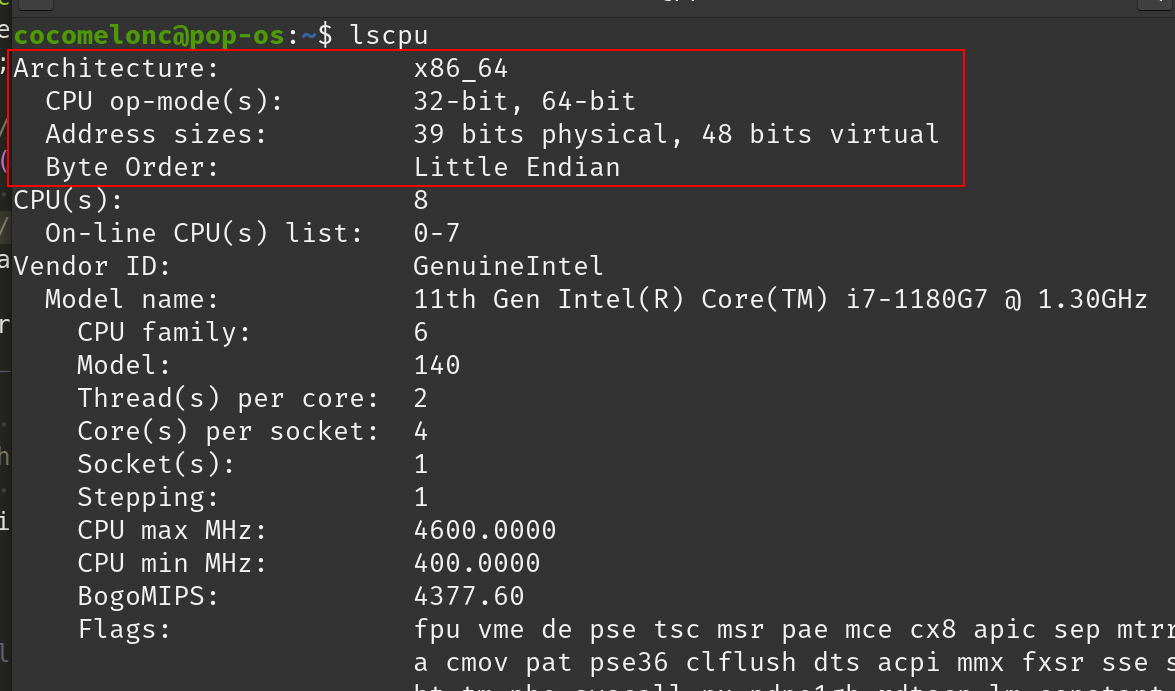 cocomelonc@pop-os:~$ lscpu
Architecture: x86_64
CPU op-mode(s): 32-bit, 64-bit
Address sizes: 39 bits physical, 48 bits virtual
Byte Order: Little Endian
CPU(s): 8
On-line CPU(s) list: 0-7
Vendor ID: GenuineIntel
Model name: 11th Gen Intel(R) Core(TM) i7-1180G7 @ 1.30GHz
CPU family: 6
Model: 140
Thread(s) per core: 2
Core(s) per socket: 4
Socket(s): 1
Stepping: 1
CPU max MHz: 4600.0000
CPU min MHz: 400.0000
BogoMIPS: 4377.60
Flags: fpu vme de pse tsc msr pae mce cx8 apic sep mtrr
a cmov pat pse36 clflush dts acpi mmx fxsr sse s